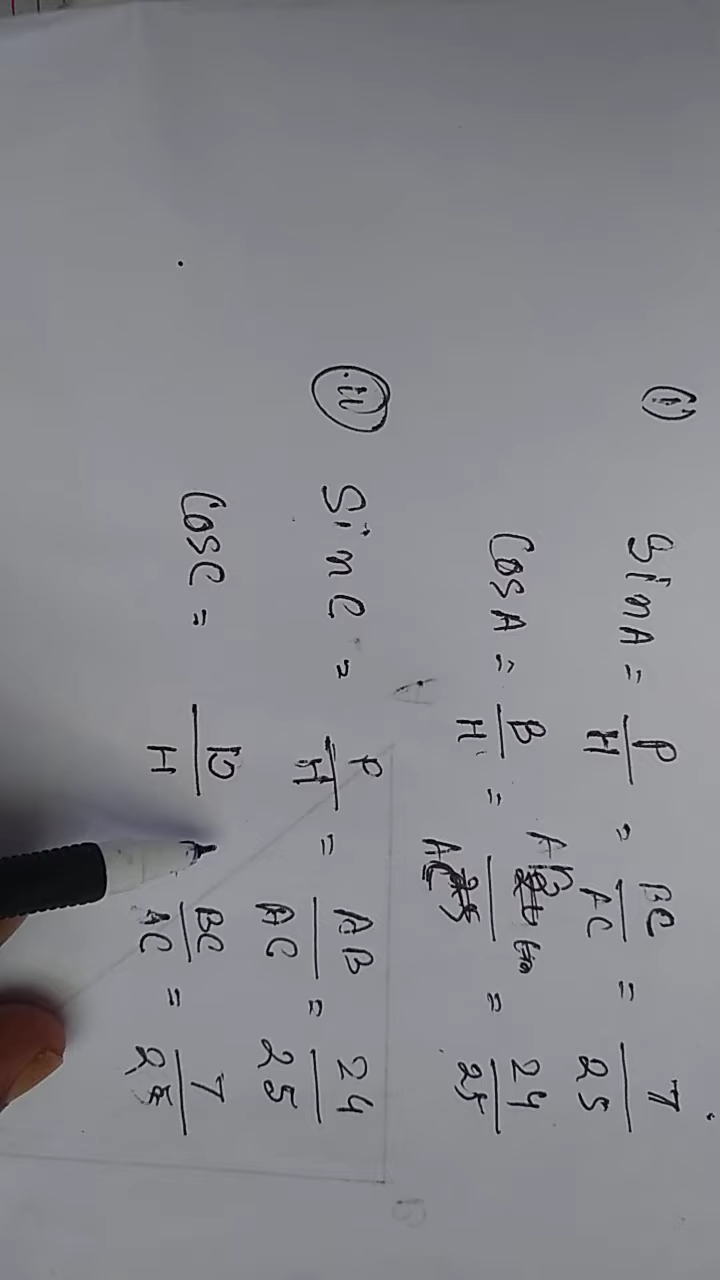 (i) SinA = P/H = BC/AC = 7/25
CosA = B/H = AB/AC = 24/25
(ii) SinC = P/H = AB/AC = 24/25
CosC = B/H BC/AC = 7/25
A
B